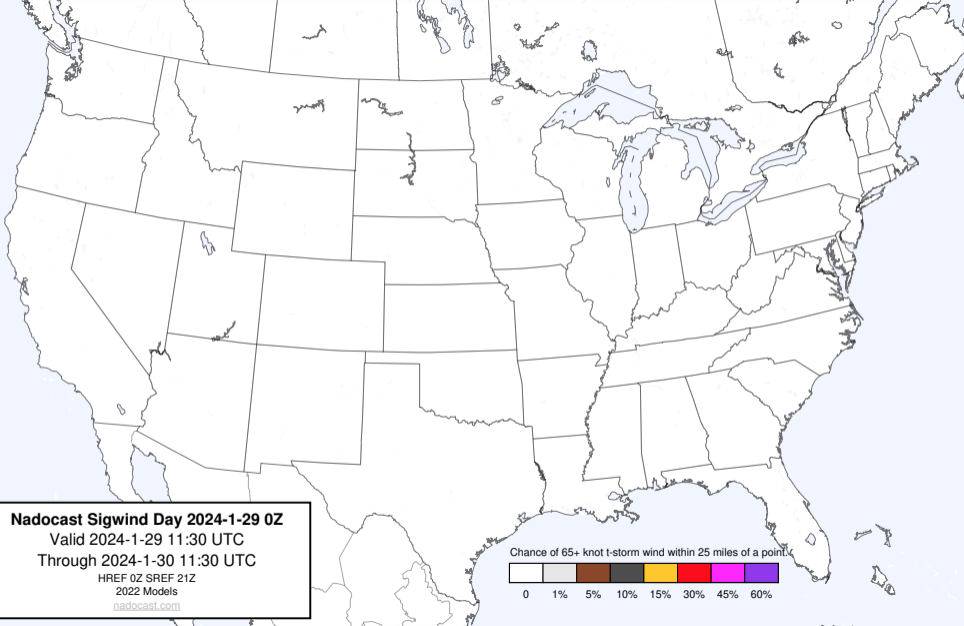 Nadocast Sigwind Day 2024-1-29 0Z
Valid 2024-1-29 11:30 UTC
Through 2024-1-30 11:30 UTC
HREF 0Z SREF 21Z
2022 Models
nadocast.com
Chance of 65+ knot t-storm wind within 25 miles of a point.
0 1% 5% 10% 15% 30% 45% 60%